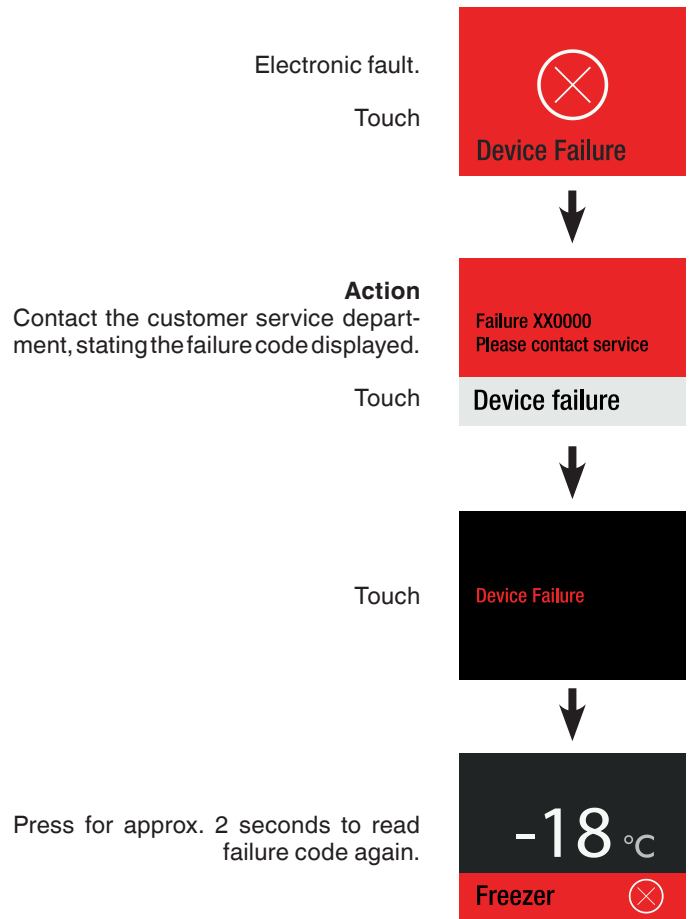 Electronic fault.
Touch
Device Failure
Action
Contact the customer service depart-
ment, stating the failure code displayed.
Touch
Failure XX0000
Please contact service
Device failure
Touch
Device Failure
Press for approx. 2 seconds to read
failure code again.
-18 °C
Freezer